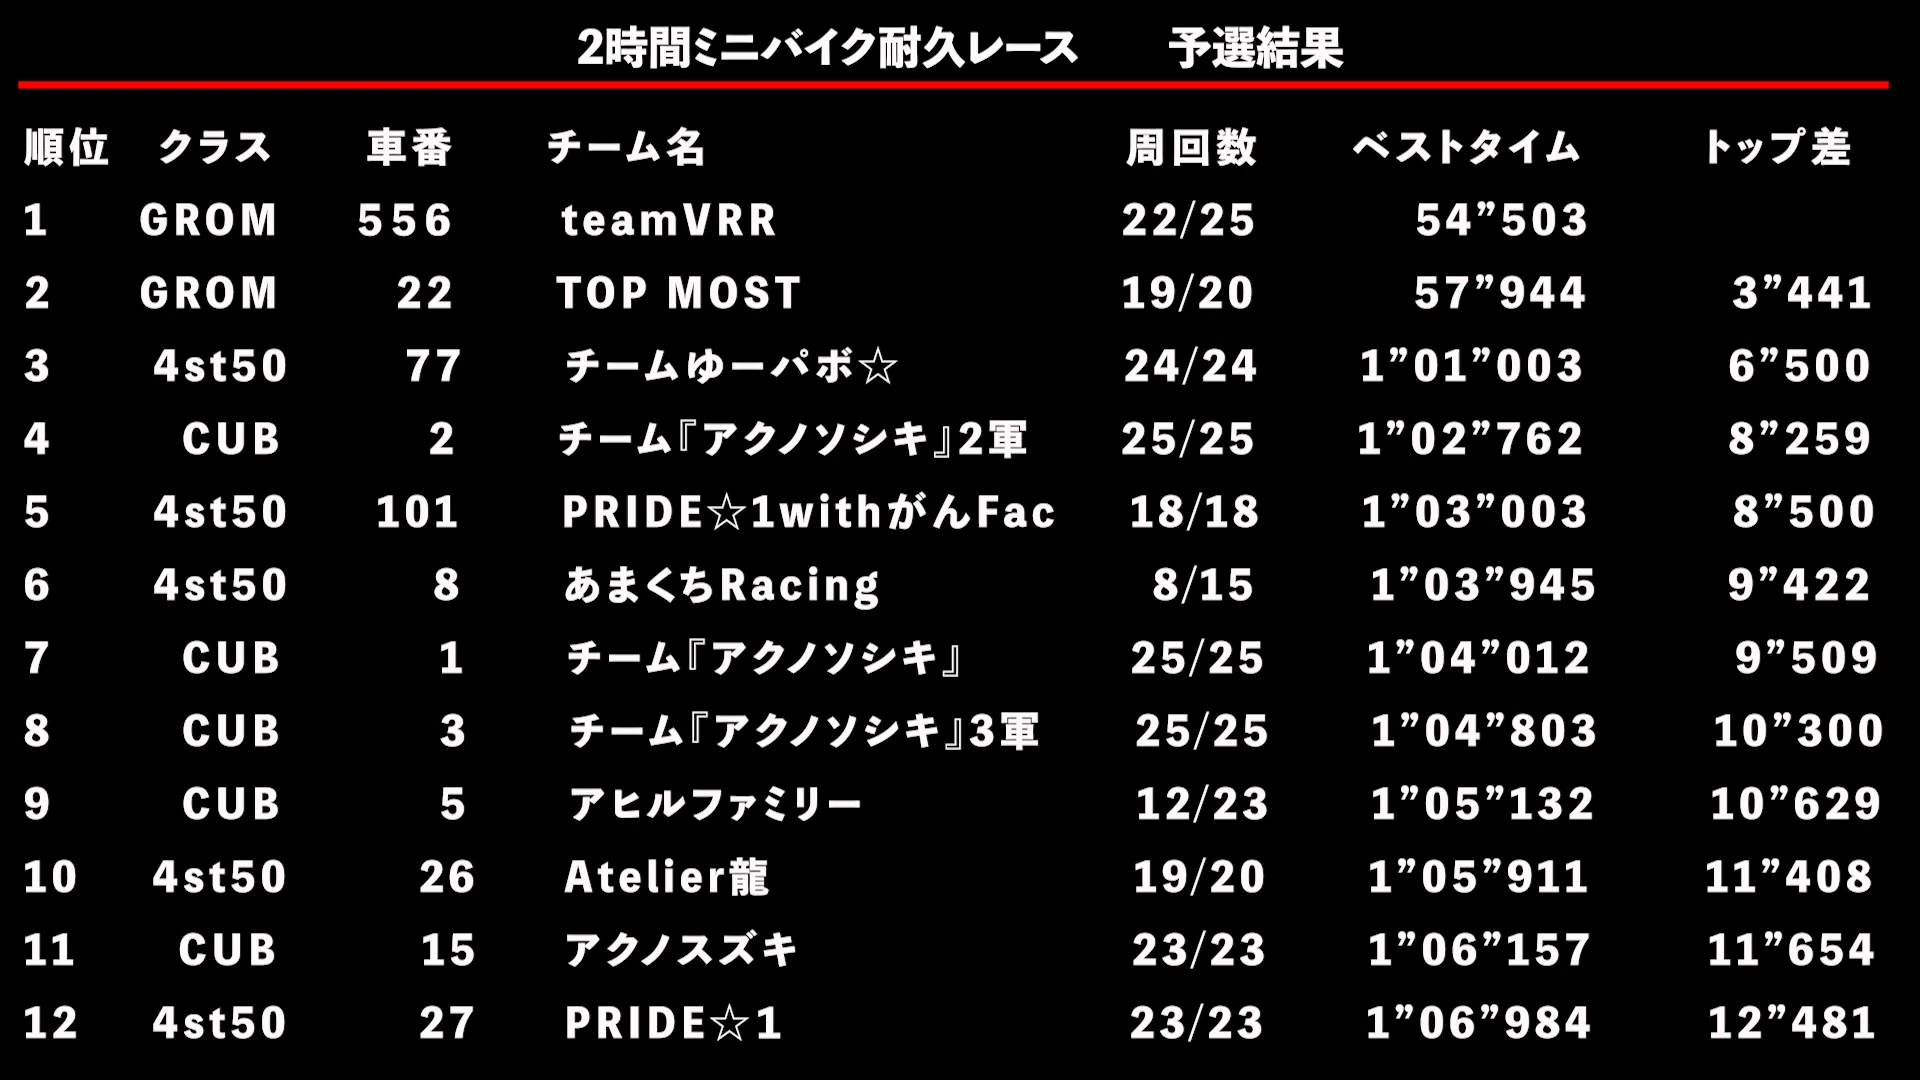 2時間ミニバイク耐久レース 予選結果
順位 クラス 車番 チーム名 周回数 ベストタイム トップ差
1 GROM 556 teamVRR 22/25 54”503
2 GROM 22 TOP MOST 19/20 57”944 3”441
3 4st50 77 チームゆーパボ☆ 24/24 1”01”003 6”500
4 CUB 2 チーム『アクノソシキ』2軍 25/25 1”02”762 8”259
5 4st50 101 PRIDE☆1withがんFac 18/18 1”03”003 8”500
6 4st50 8 あまくちRacing 8/15 1”03”945 9”422
7 CUB 1 チーム『アクノソシキ』 25/25 1”04”012 9”509
8 CUB 3 チーム『アクノソシキ』3軍 25/25 1”04”803 10”300
9 CUB 5 アヒルファミリー 12/23 1”05”132 10”629
10 4st50 26 Atelier龍 19/20 1”05”911 11”408
11 CUB 15 アクノスズキ 23/23 1”06”157 11”654
12 4st50 27 PRIDE☆1 23/23 1”06”984 12”481